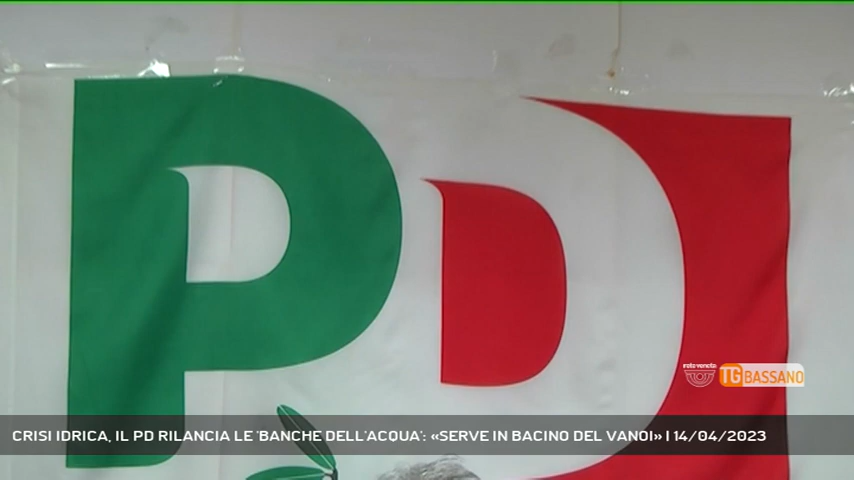 PD
rete veneta
TG BASSANO
CRISI IDRICA, IL PD RILANCIA LE 'BANCHE DELL'ACQUA': «SERVE IN BACINO DEL VANOI» | 14/04/2023